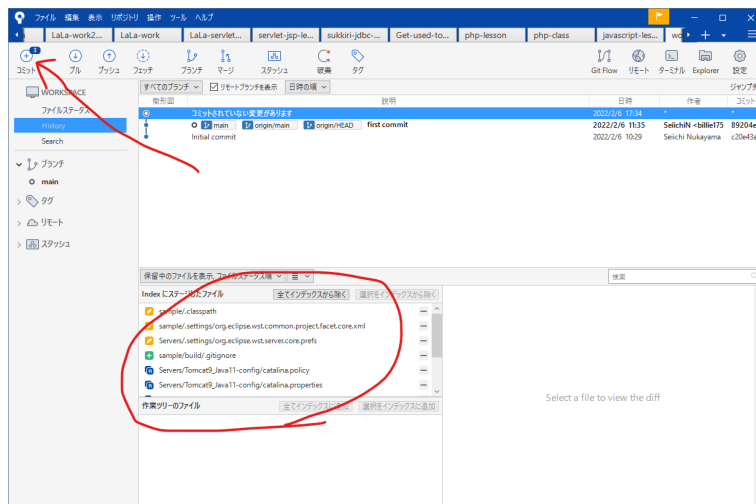 ファイル 編集 表示 リポジトリ 操作 ツール ヘルプ
LaLa-work2... LaLa-work LaLa-servlet... servlet-jsp-le... sukkiri-jdbc-... Get-used-to... php-lesson php-class javascript-les...
3
コミット プル プッシュ フェッチ ブランチ マージ スタッシュ 破棄 タグ Git Flow リモート ターミナル Explorer 設定
WORKSPACE
ファイルステータス
History
Search
ブランチ
main
タグ
リモート
スタッシュ
すべてのブランチ リモートブランチを表示 日時の順
樹形図 説明 日時 作者 コミット
コミットされていない変更があります 2022/2/6 17:34 * *
main origin/main origin/HEAD first commit 2022/2/6 11:35 SeiichiN <billie175 89204e
Initial commit 2022/2/6 10:29 Seiichi Nukayama c20e43a
保留中のファイルを表示, ファイルステータス順 検索
Indexにステージしたファイル 全てインデックスから除く 選択をインデックスから除く
sample/.classpath
sample/.settings/org.eclipse.wst.common.project.facet.core.xml
Servers/.settings/org.eclipse.wst.server.core.prefs
sample/build/.gitignore
Servers/Tomcat9_Java11-config/catalina.policy
Servers/Tomcat9_Java11-config/catalina.properties
作業ツリーのファイル 全てインデックスに追加 選択をインデックスに追加
Select a file to view the diff